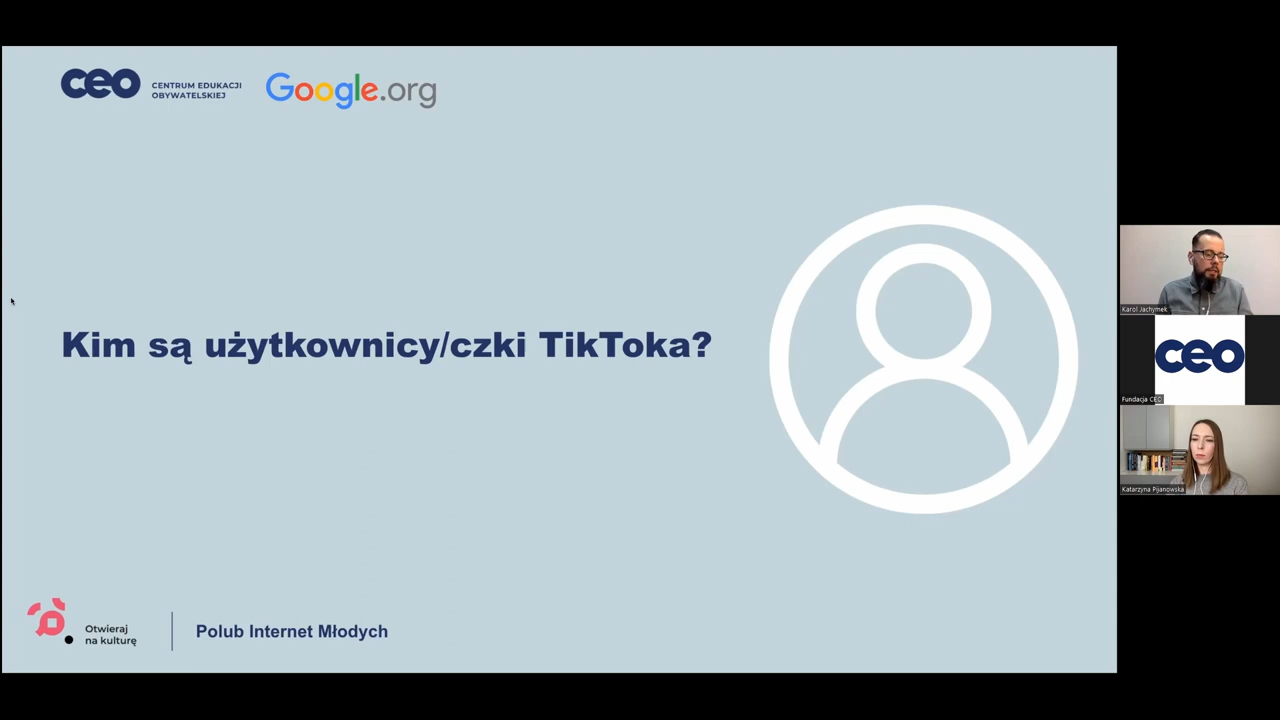 ceo
CENTRUM EDUKACJI
OBYWATELSKIEJ
Google.org
Kim są użytkownicy/czki TikToka?
Otwieraj
na kulturę
Polub Internet Młodych
Karol Jachymek
ceo
Fundacja CEO
Katarzyna Pijanowska